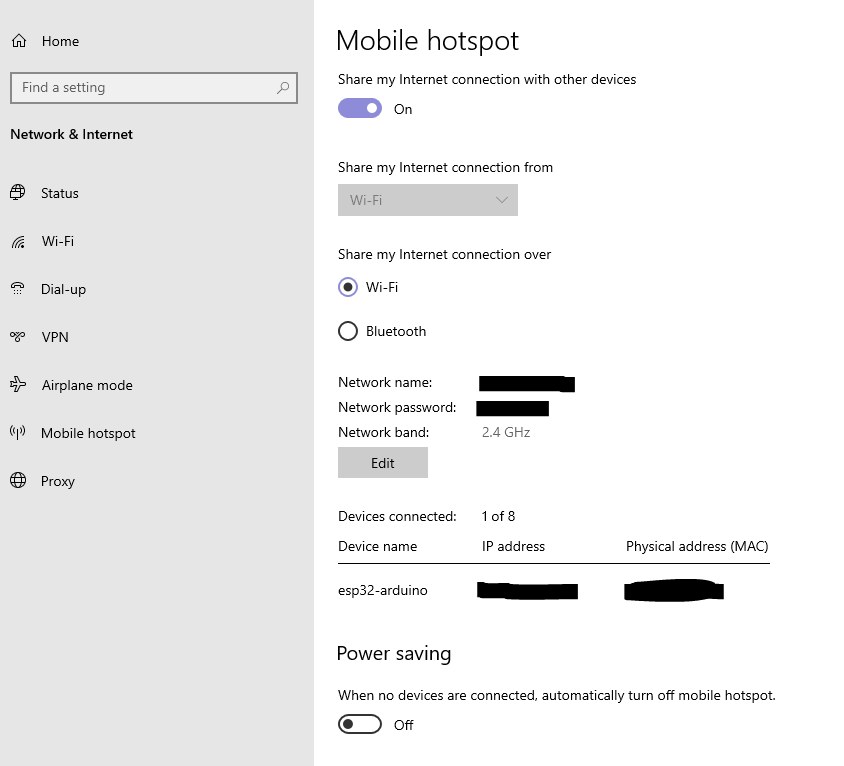 Home
Find a setting
Network & Internet
Status
Wi-Fi
Dial-up
VPN
Airplane mode
Mobile hotspot
Proxy
Mobile hotspot
Share my Internet connection with other devices
On
Share my Internet connection from
Wi-Fi
Share my Internet connection over
Wi-Fi
Bluetooth
Network name:
Network password:
Network band: 2.4 GHz
Edit
Devices connected: 1 of 8
Device name IP address Physical address (MAC)
esp32-arduino
Power saving
When no devices are connected, automatically turn off mobile hotspot.
Off